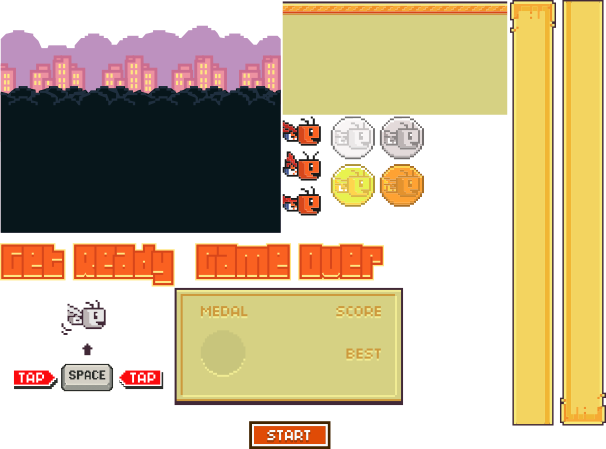 Get Ready
Game Over
MEDAL
SCORE
BEST
TAP
SPACE
TAP
START